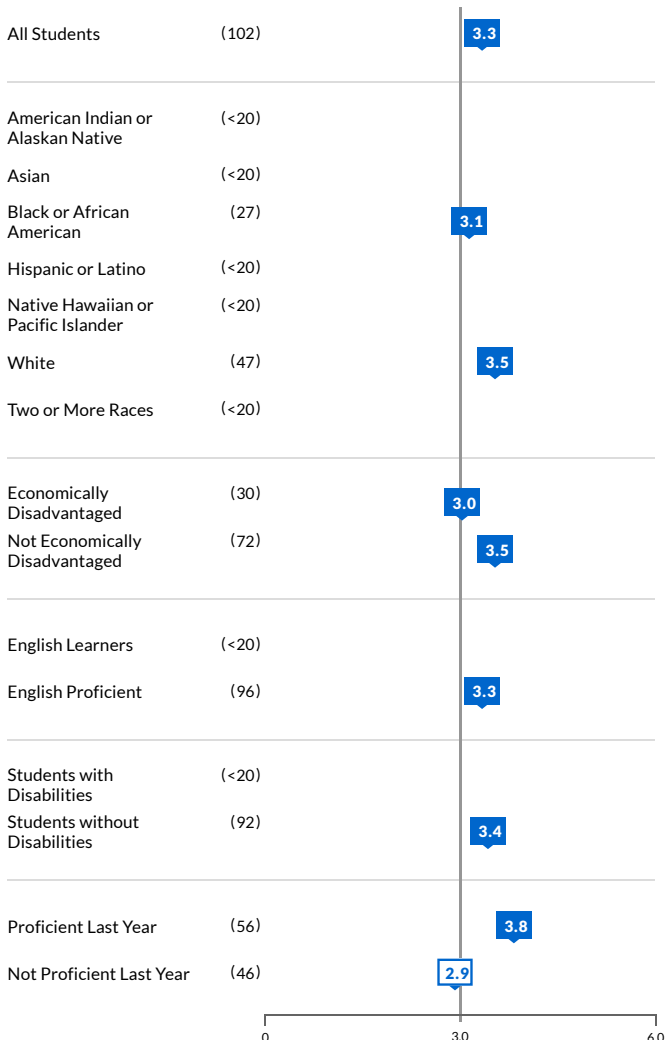 All Students (102) 3.3
American Indian or (<20)
Alaskan Native
Asian (<20)
Black or African (27) 3.1
American
Hispanic or Latino (<20)
Native Hawaiian or (<20)
Pacific Islander
White (47) 3.5
Two or More Races (<20)
Economically (30) 3.0
Disadvantaged
Not Economically (72) 3.5
Disadvantaged
English Learners (<20)
English Proficient (96) 3.3
Students with (<20)
Disabilities
Students without (92) 3.4
Disabilities
Proficient Last Year (56) 3.8
Not Proficient Last Year (46) 2.9
0 3.0 6.0